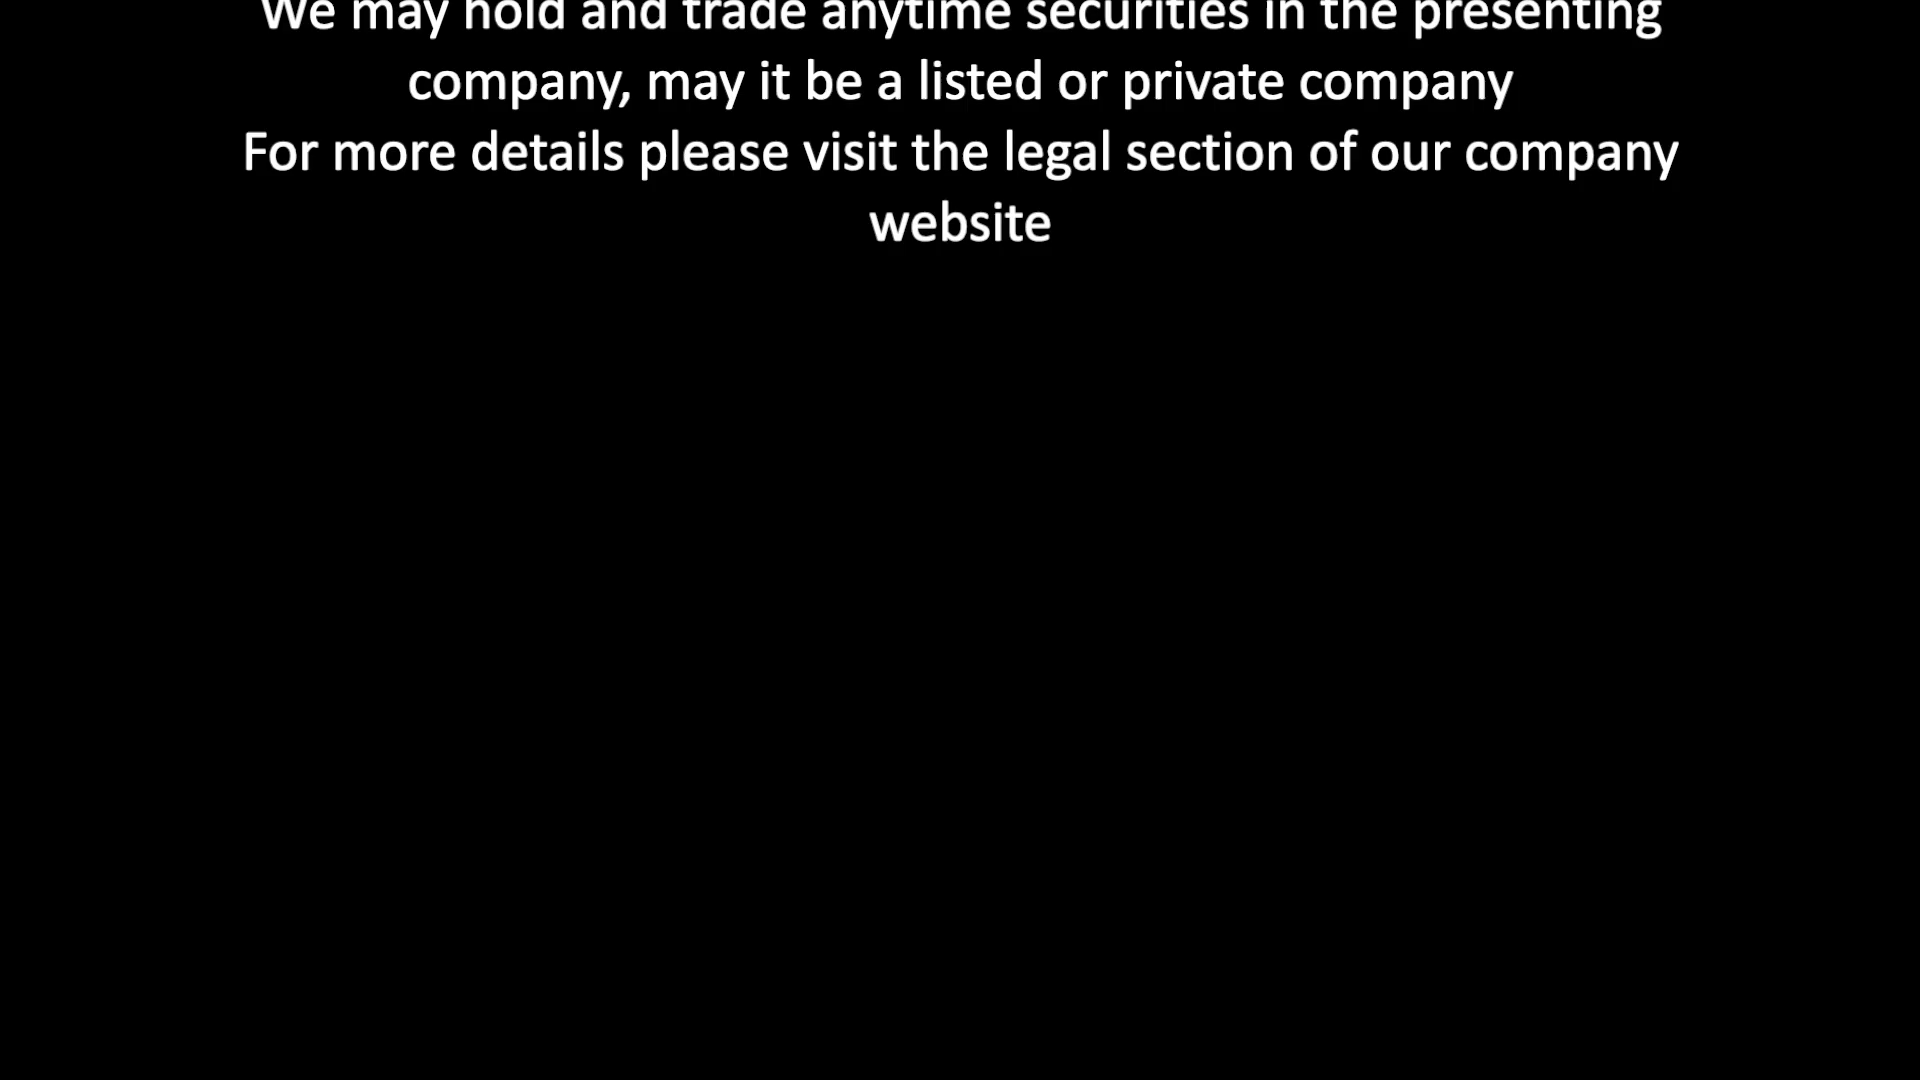 We may hold and trade anytime securities in the presenting
company, may it be a listed or private company
For more details please visit the legal section of our company
website